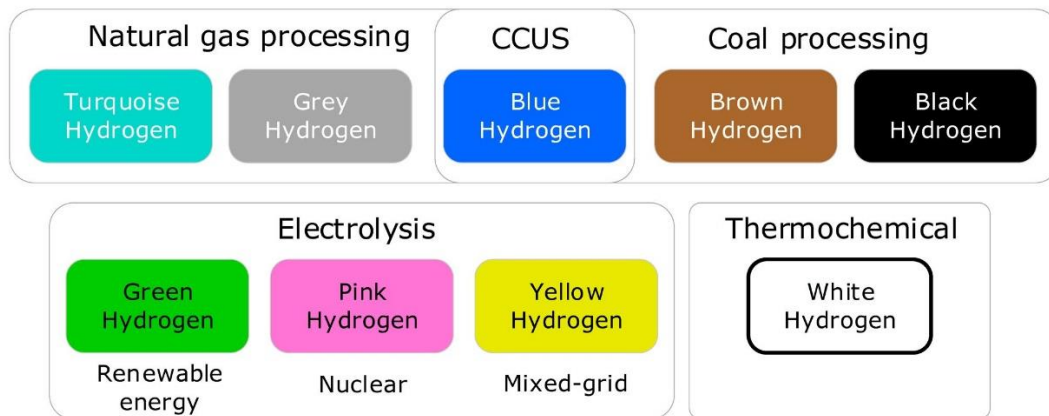 Natural gas processing
CCUS
Coal processing
Turquoise
Hydrogen
Grey
Hydrogen
Blue
Hydrogen
Brown
Hydrogen
Black
Hydrogen
Electrolysis
Thermochemical
Green
Hydrogen
Pink
Hydrogen
Yellow
Hydrogen
White
Hydrogen
Renewable
energy
Nuclear
Mixed-grid